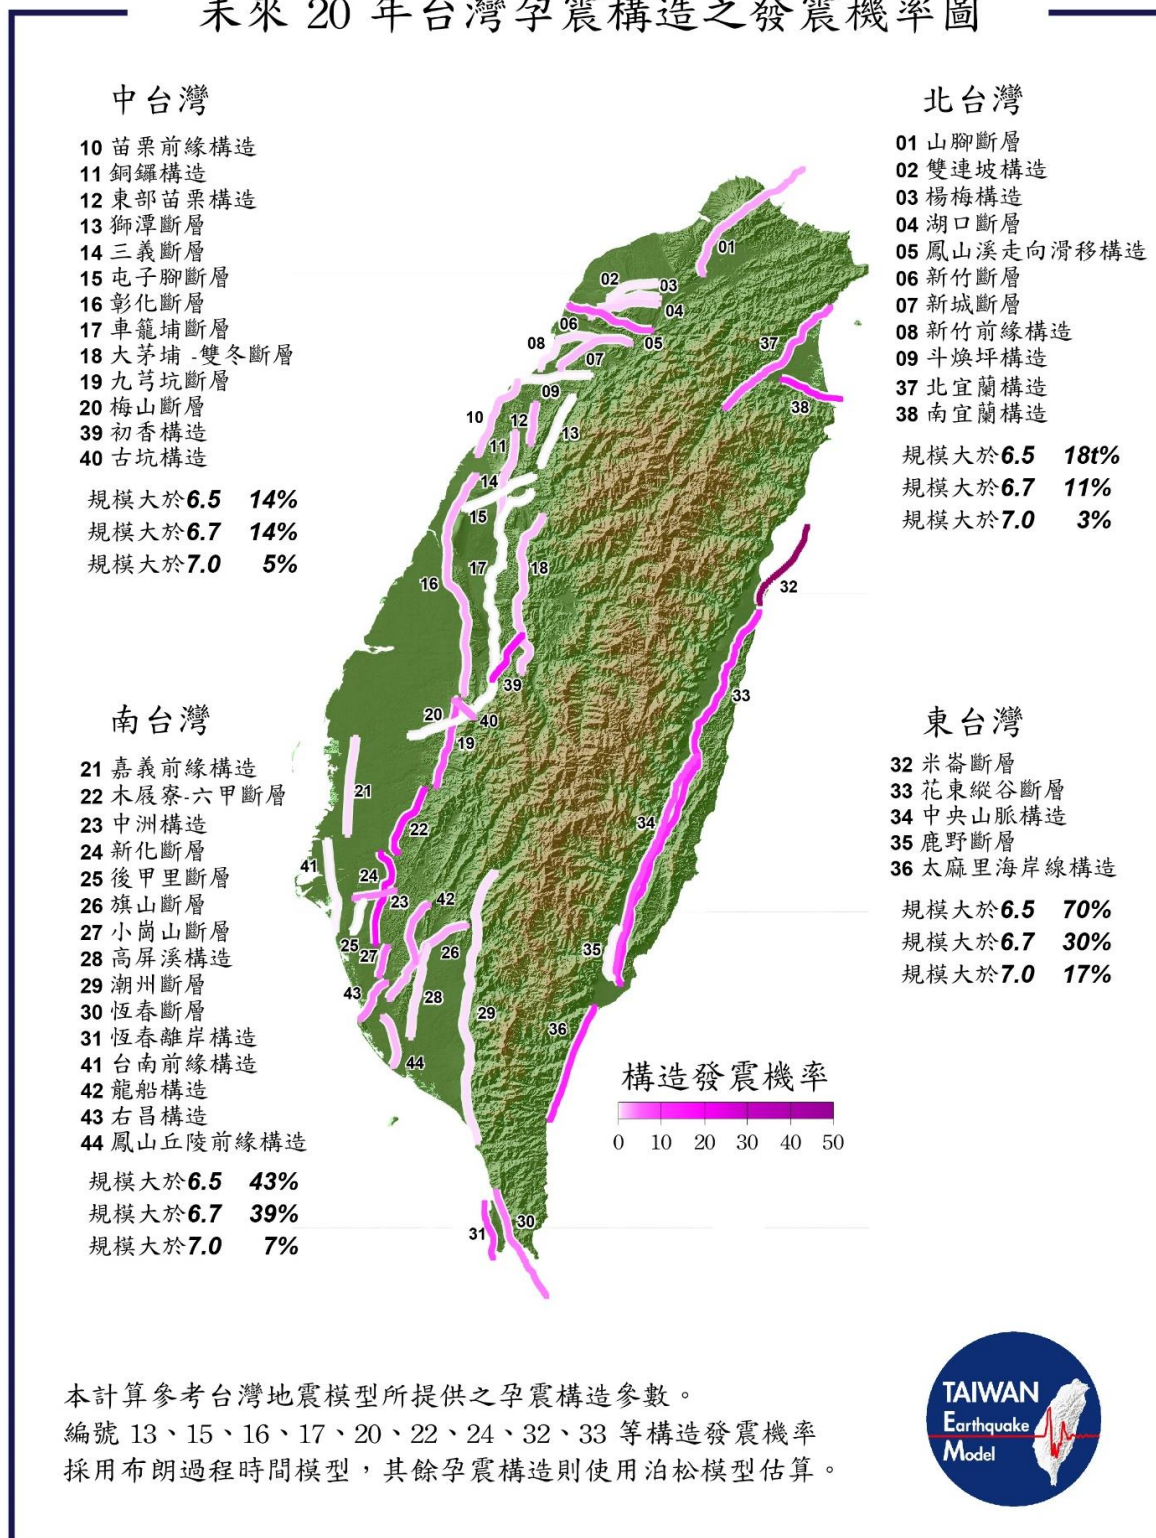 未來 20 年台灣孕震構造之發震機率圖
中台灣
10 苗栗前緣構造
11 銅鑼構造
12 東部苗栗構造
13 獅潭斷層
14 三義斷層
15 屯子腳斷層
16 彰化斷層
17 車籠埔斷層
18 大茅埔 -雙冬斷層
19 九芎坑斷層
20 梅山斷層
39 初香構造
40 古坑構造
規模大於6.5 14%
規模大於6.7 14%
規模大於7.0 5%
北台灣
01 山腳斷層
02 雙連坡構造
03 楊梅構造
04 湖口斷層
05 鳳山溪走向滑移構造
06 新竹斷層
07 新城斷層
08 新竹前緣構造
09 斗煥坪構造
37 北宜蘭構造
38 南宜蘭構造
規模大於6.5 18t%
規模大於6.7 11%
規模大於7.0 3%
01
02
03
04
05
06
07
08
09
37
38
10
11
12
13
14
15
16
17
18
32
33
39
40
20
19
21
22
34
41
24
23
42
25
26
27
35
43
28
29
36
44
31
30
南台灣
21 嘉義前緣構造
22 木屐寮-六甲斷層
23 中洲構造
24 新化斷層
25 後甲里斷層
26 旗山斷層
27 小崗山斷層
28 高屏溪構造
29 潮州斷層
30 恆春斷層
31 恆春離岸構造
41 台南前緣構造
42 龍船構造
43 右昌構造
44 鳳山丘陵前緣構造
規模大於6.5 43%
規模大於6.7 39%
規模大於7.0 7%
東台灣
32 米崙斷層
33 花東縱谷斷層
34 中央山脈構造
35 鹿野斷層
36 太麻里海岸線構造
規模大於6.5 70%
規模大於6.7 30%
規模大於7.0 17%
構造發震機率
0 10 20 30 40 50
本計算參考台灣地震模型所提供之孕震構造參數。
編號 13、15、16、17、20、22、24、32、33 等構造發震機率
採用布朗過程時間模型，其餘孕震構造則使用泊松模型估算。
TAIWAN
Earthquake
Model